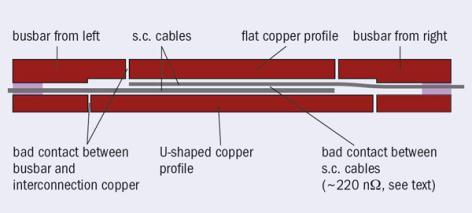 busbar from left
s.c. cables
flat copper profile
busbar from right
bad contact between
busbar and
interconnection copper
U-shaped copper
profile
bad contact between
s.c. cables
(~220 nΩ, see text)